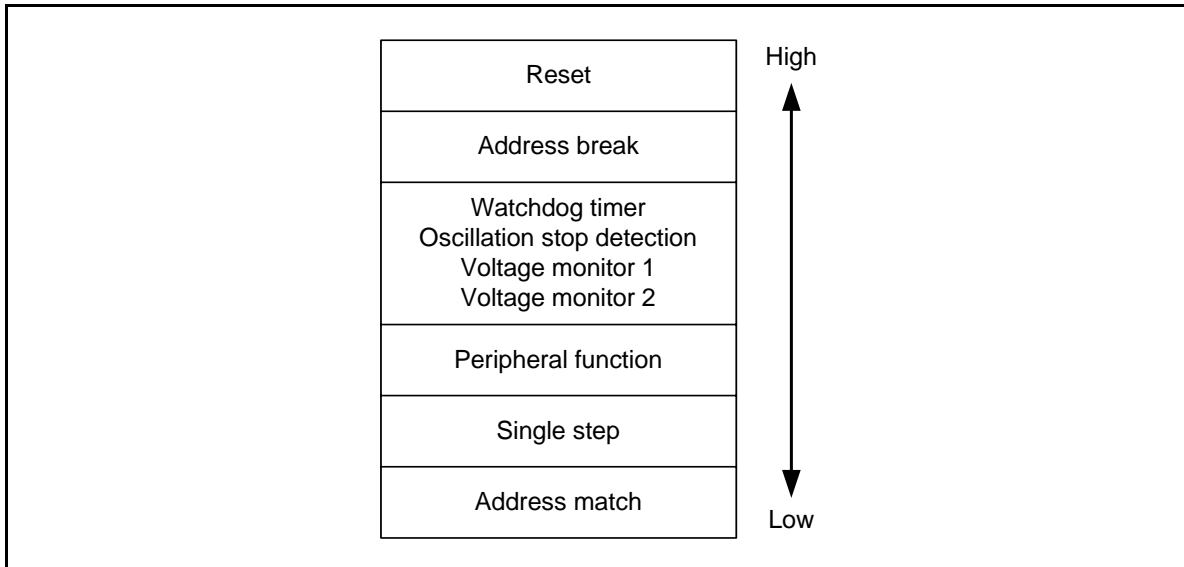 Reset
High
Address break
Watchdog timer
Oscillation stop detection
Voltage monitor 1
Voltage monitor 2
Peripheral function
Single step
Address match
Low